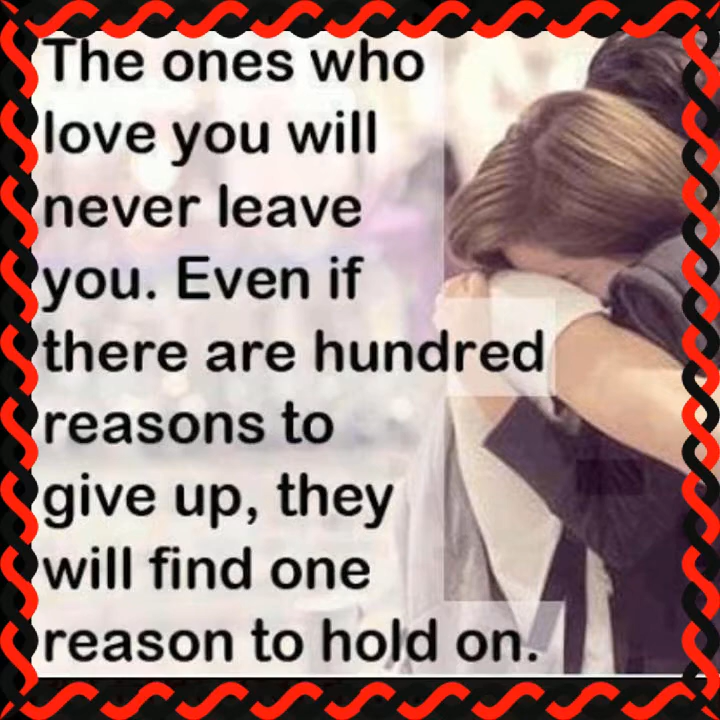 The ones who
love you will
never leave
you. Even if
there are hundred
reasons to
give up, they
will find one
reason to hold on.